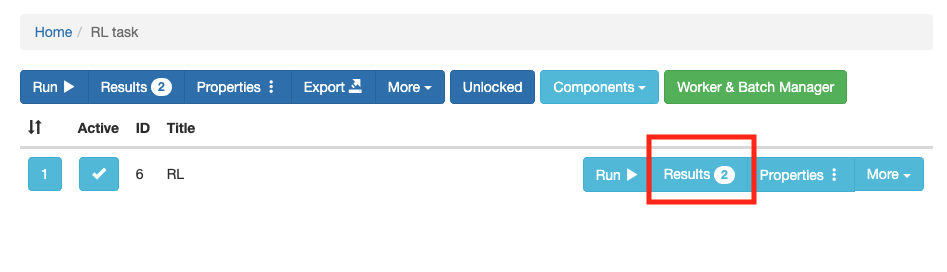 Home / RL task
Run Results 2 Properties Export More Unlocked Components Worker & Batch Manager
Active ID Title
1 6 RL Run Results 2 Properties More